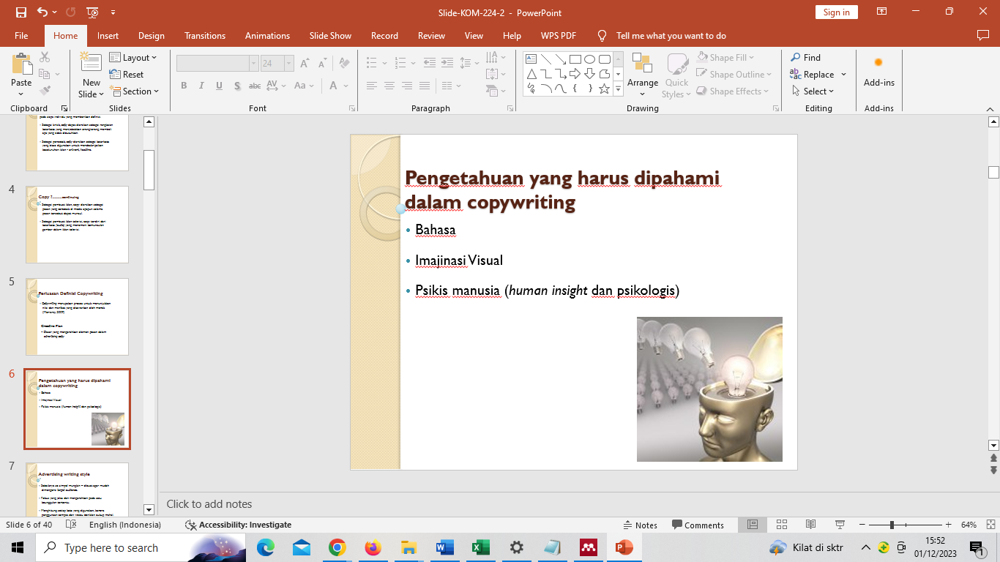 Slide-KOM-224-2 - PowerPoint
Sign in
File Home Insert Design Transitions Animations Slide Show Record Review View Help WPS PDF Tell me what you want to do
Paste
Clipboard
New Slide
Layout
Reset
Section
Slides
24
B I U S abc AV Aa A
Font
Paragraph
Arrange
Quick Styles
Shape Fill
Shape Outline
Shape Effects
Drawing
Find
Replace
Select
Editing
Add-ins
Add-ins
4
Copy ?..........continuing
5
Perluasan Definisi Copywriting
Creative Plan
6
Pengetahuan yang harus dipahami
dalam copywriting
Bahasa
Imajinasi Visual
Psikis manusia (human insight dan psikologis)
7
Advertising writing style
Pengetahuan yang harus dipahami
dalam copywriting
• Bahasa
• Imajinasi Visual
• Psikis manusia (human insight dan psikologis)
Click to add notes
Slide 6 of 40 English (Indonesia) Accessibility: Investigate Notes Comments 64%
Type here to search
Kilat di sktr
15:52
01/12/2023
1